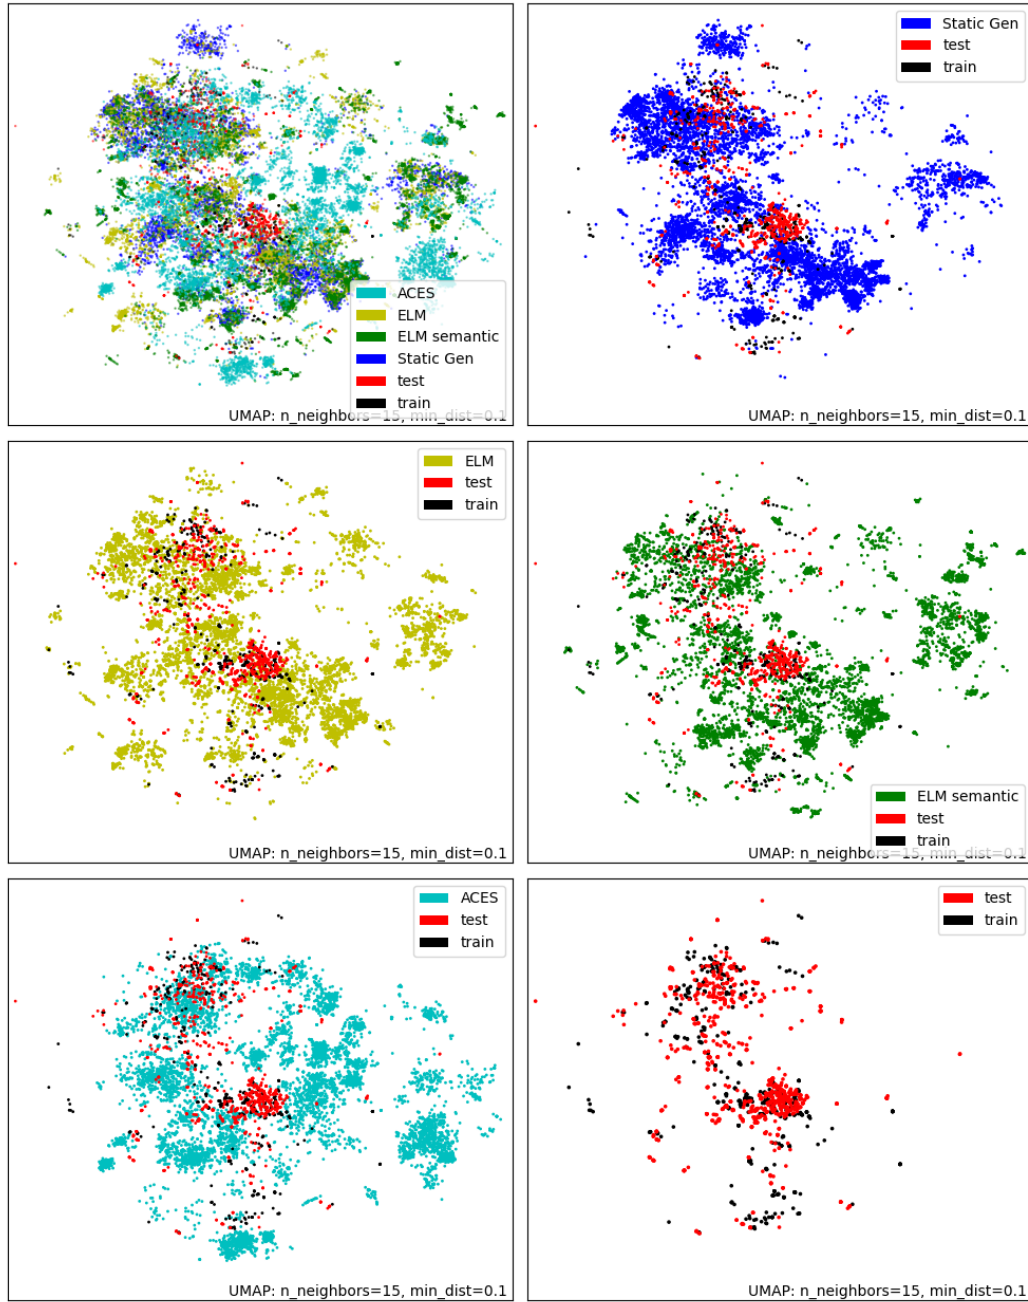 ACES
ELM
ELM semantic
Static Gen
test
train
UMAP: n_neighbors=15, min_dist=0.1
Static Gen
test
train
UMAP: n_neighbors=15, min_dist=0.1
ELM
test
train
UMAP: n_neighbors=15, min_dist=0.1
ELM semantic
test
train
UMAP: n_neighbors=15, min_dist=0.1
ACES
test
train
UMAP: n_neighbors=15, min_dist=0.1
test
train
UMAP: n_neighbors=15, min_dist=0.1